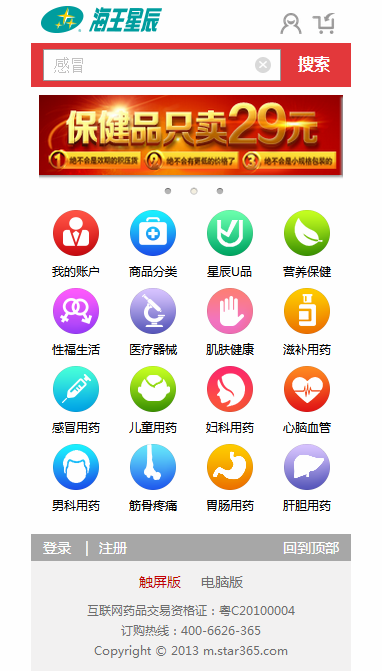 海王星辰
感冒 搜索
保健品只卖29元
1 绝不会是效期的积压货 2 绝不会有更低的价格了 3 绝不会是小规格包装的
我的账户 商品分类 星辰U品 营养保健
性福生活 医疗器械 肌肤健康 滋补用药
感冒用药 儿童用药 妇科用药 心脑血管
男科用药 筋骨疼痛 胃肠用药 肝胆用药
登录 | 注册 回到顶部
触屏版 电脑版
互联网药品交易资格证：粤C20100004
订购热线：400-6626-365
Copyright © 2013 m.star365.com